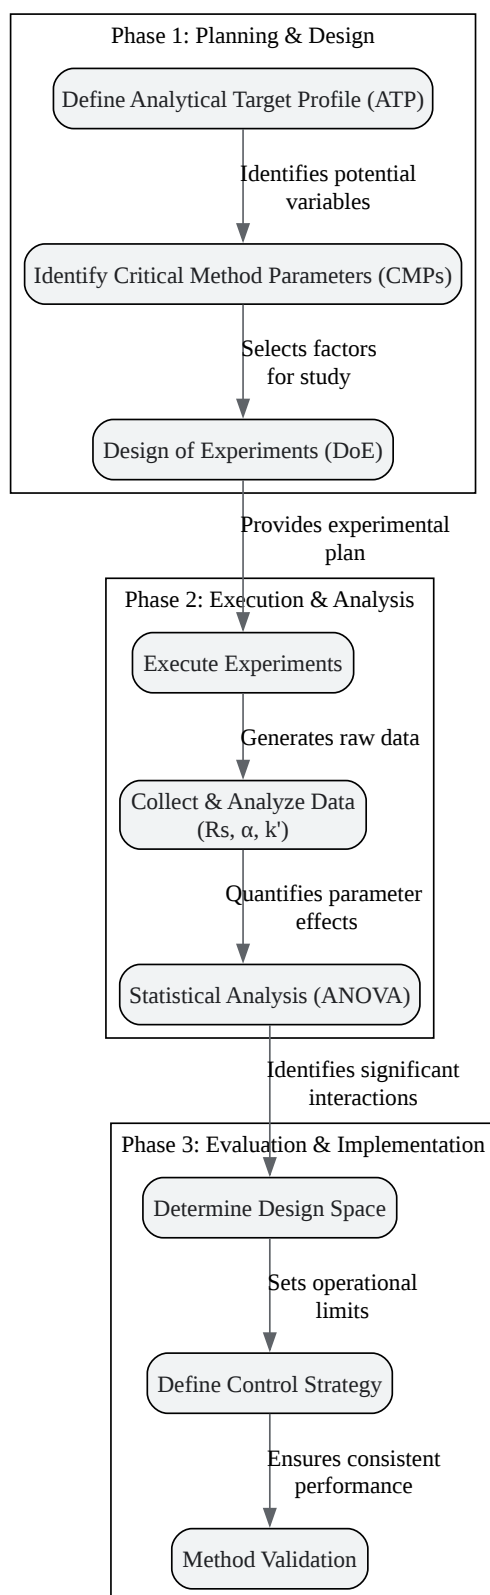 Phase 1: Planning & Design
Define Analytical Target Profile (ATP)
Identifies potential
variables
Identify Critical Method Parameters (CMPs)
Selects factors
for study
Design of Experiments (DoE)
Provides experimental
plan
Phase 2: Execution & Analysis
Execute Experiments
Generates raw data
Collect & Analyze Data
(Rs, α, k')
Quantifies parameter
effects
Statistical Analysis (ANOVA)
Identifies significant
interactions
Phase 3: Evaluation & Implementation
Determine Design Space
Sets operational
limits
Define Control Strategy
Ensures consistent
performance
Method Validation